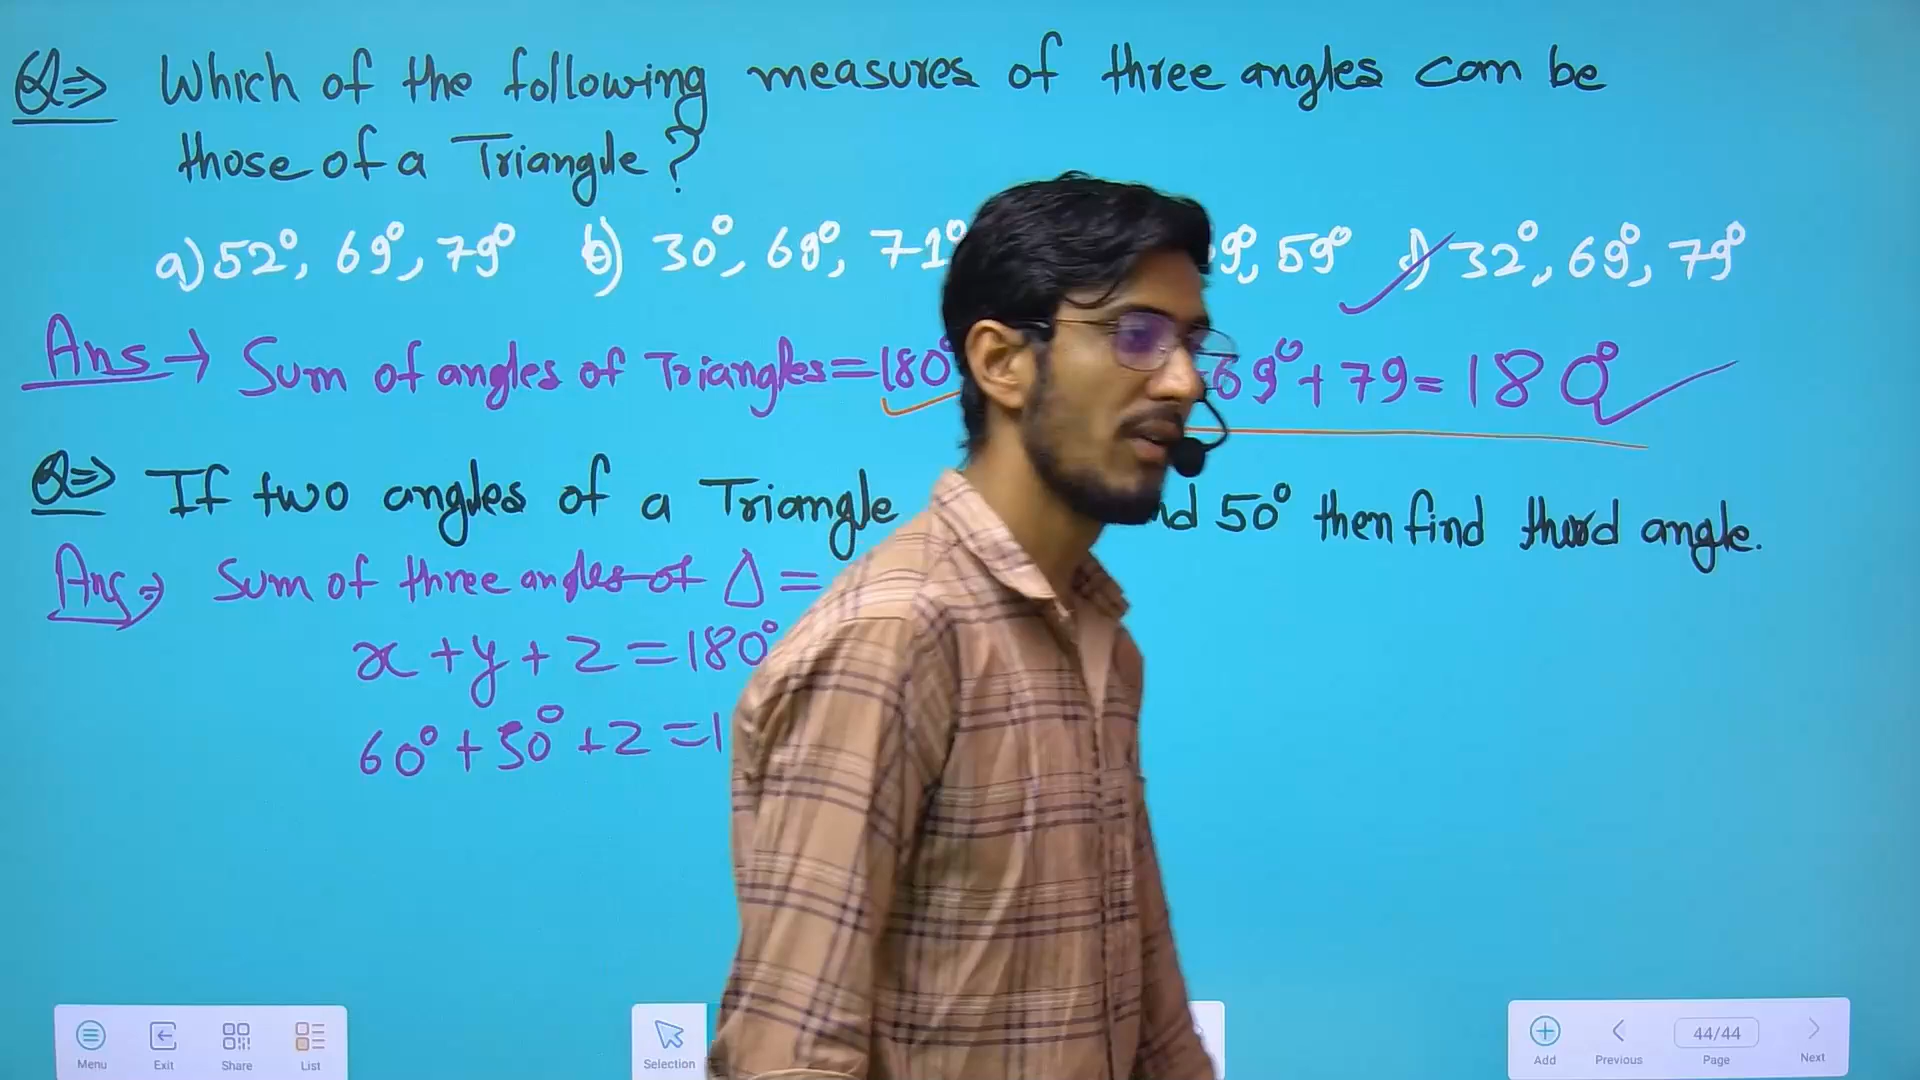 Q⇒ Which of the following measures of three angles can be
those of a Triangle?
a) 52°, 69°, 79° b) 30°, 69°, 71° 9°, 59° d) 32°, 69°, 79°
Ans → Sum of angles of Triangles = 180° 69° + 79 = 180°
Q⇒ If two angles of a Triangle nd 50° then find third angle.
Ans ⇒ Sum of three angles of Δ =
x + y + z = 180°
60° + 50° + z = 1
Menu Exit Share List Selection Add Previous 44/44 Page Next